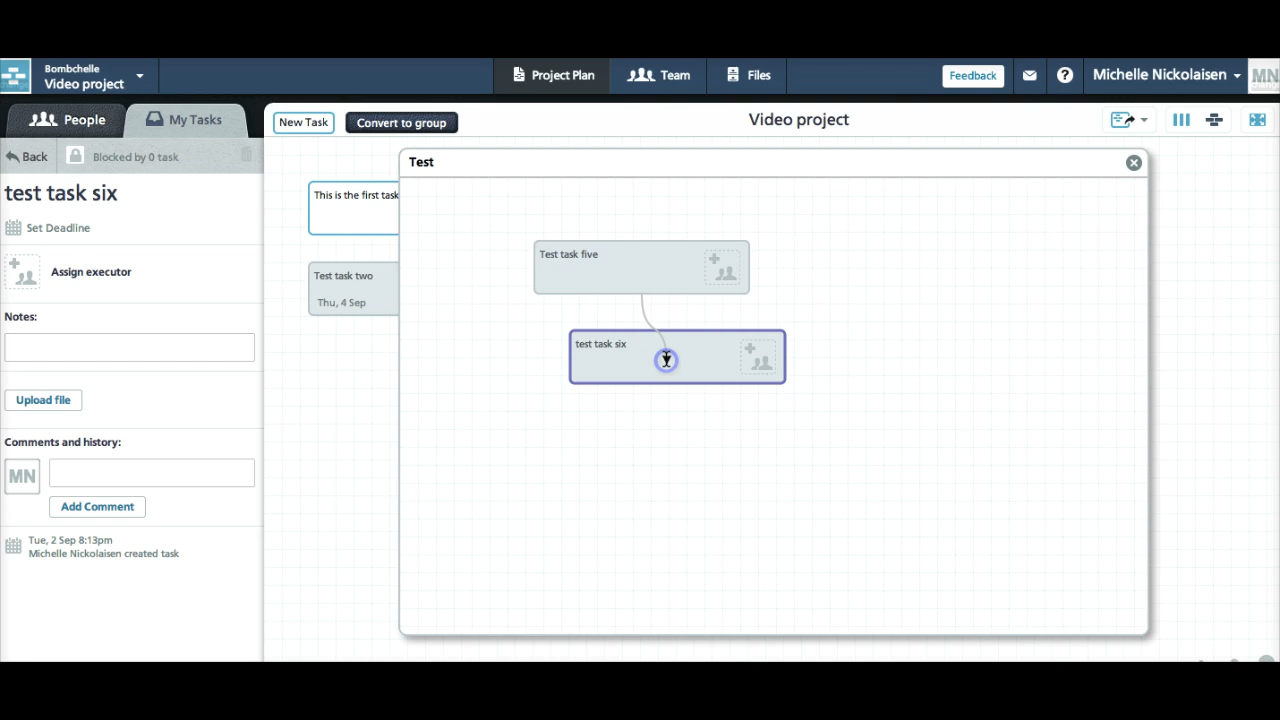 Bombchelle
Video project
Project Plan
Team
Files
Feedback
Michelle Nickolaisen
MN
People
My Tasks
New Task
Convert to group
Video project
Back
Blocked by 0 task
Test
test task six
Set Deadline
Assign executor
Notes:
Upload file
Comments and history:
MN
Add Comment
Tue, 2 Sep 8:13pm
Michelle Nickolaisen created task
This is the first task
Test task two
Thu, 4 Sep
Test task five
test task six